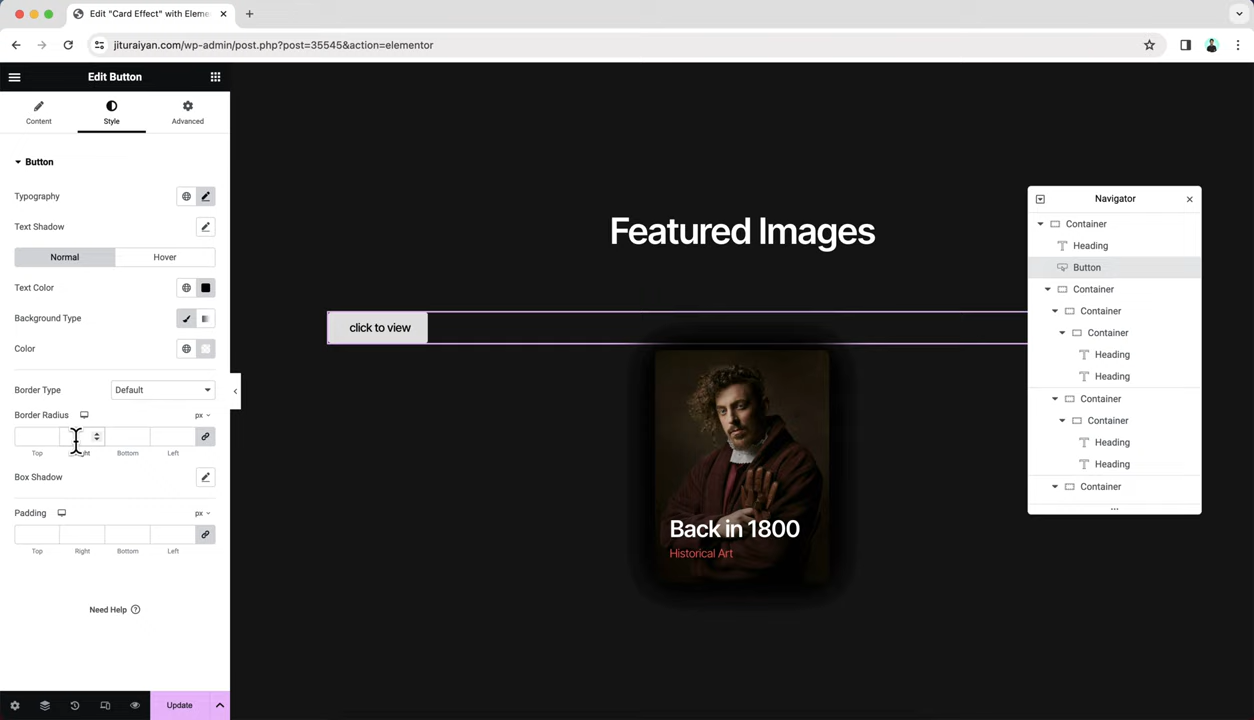 Edit "Card Effect" with Eleme
jituraiyan.com/wp-admin/post.php?post=35545&action=elementor
Edit Button
Content
Style
Advanced
Button
Typography
Text Shadow
Normal
Hover
Text Color
Background Type
Color
Border Type
Default
Border Radius
px
Top
Bottom
Left
Box Shadow
Padding
px
Top
Right
Bottom
Left
Need Help
Update
Featured Images
click to view
Back in 1800
Historical Art
Navigator
Container
Heading
Button
Container
Container
Container
Heading
Heading
Container
Container
Heading
Heading
Container